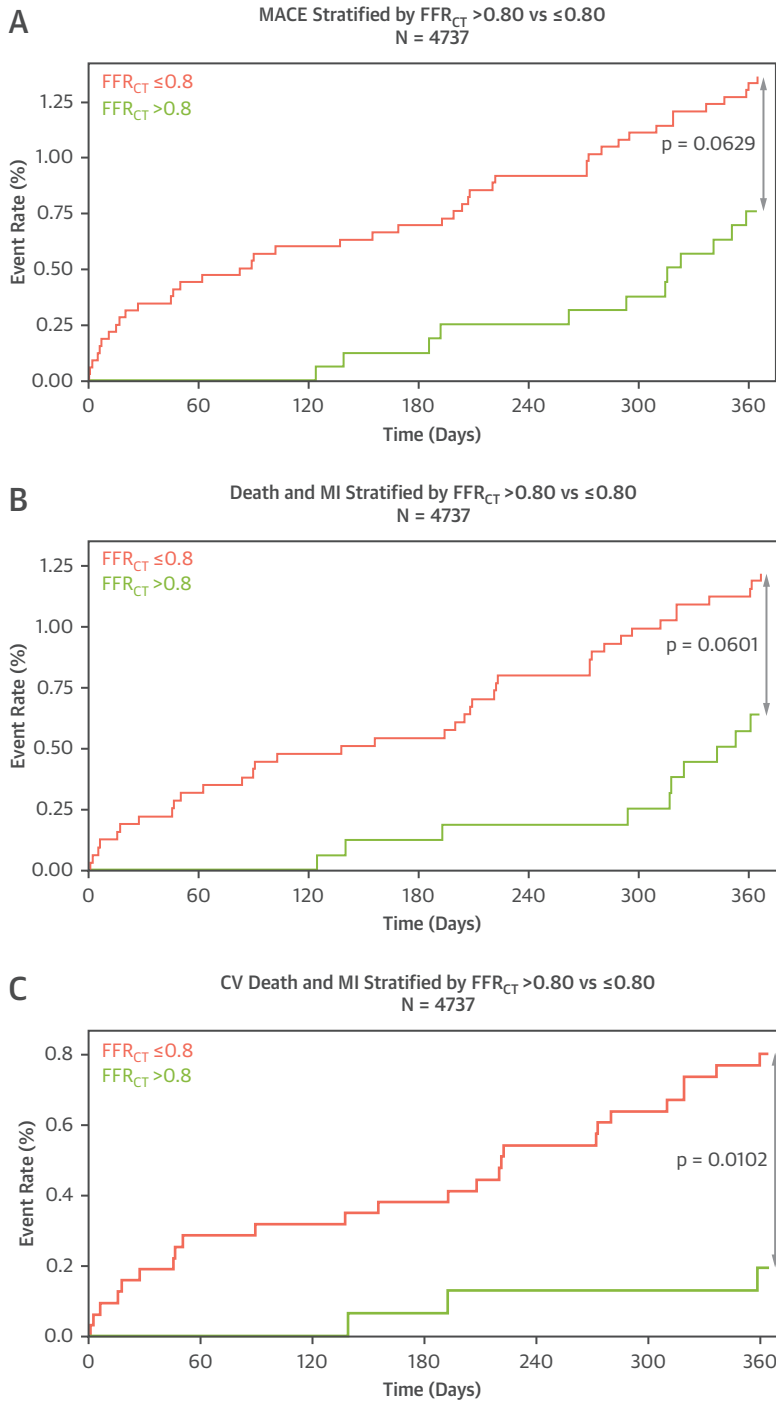 A
MACE Stratified by FFRCT >0.80 vs ≤0.80
N = 4737
FFRCT ≤0.8
FFRCT >0.8
p = 0.0629
Event Rate (%)
1.25
1.00
0.75
0.50
0.25
0.00
0 60 120 180 240 300 360
Time (Days)
B
Death and MI Stratified by FFRCT >0.80 vs ≤0.80
N = 4737
FFRCT ≤0.8
FFRCT >0.8
p = 0.0601
Event Rate (%)
1.25
1.00
0.75
0.50
0.25
0.00
0 60 120 180 240 300 360
Time (Days)
C
CV Death and MI Stratified by FFRCT >0.80 vs ≤0.80
N = 4737
FFRCT ≤0.8
FFRCT >0.8
p = 0.0102
Event Rate (%)
0.8
0.6
0.4
0.2
0.0
0 60 120 180 240 300 360
Time (Days)